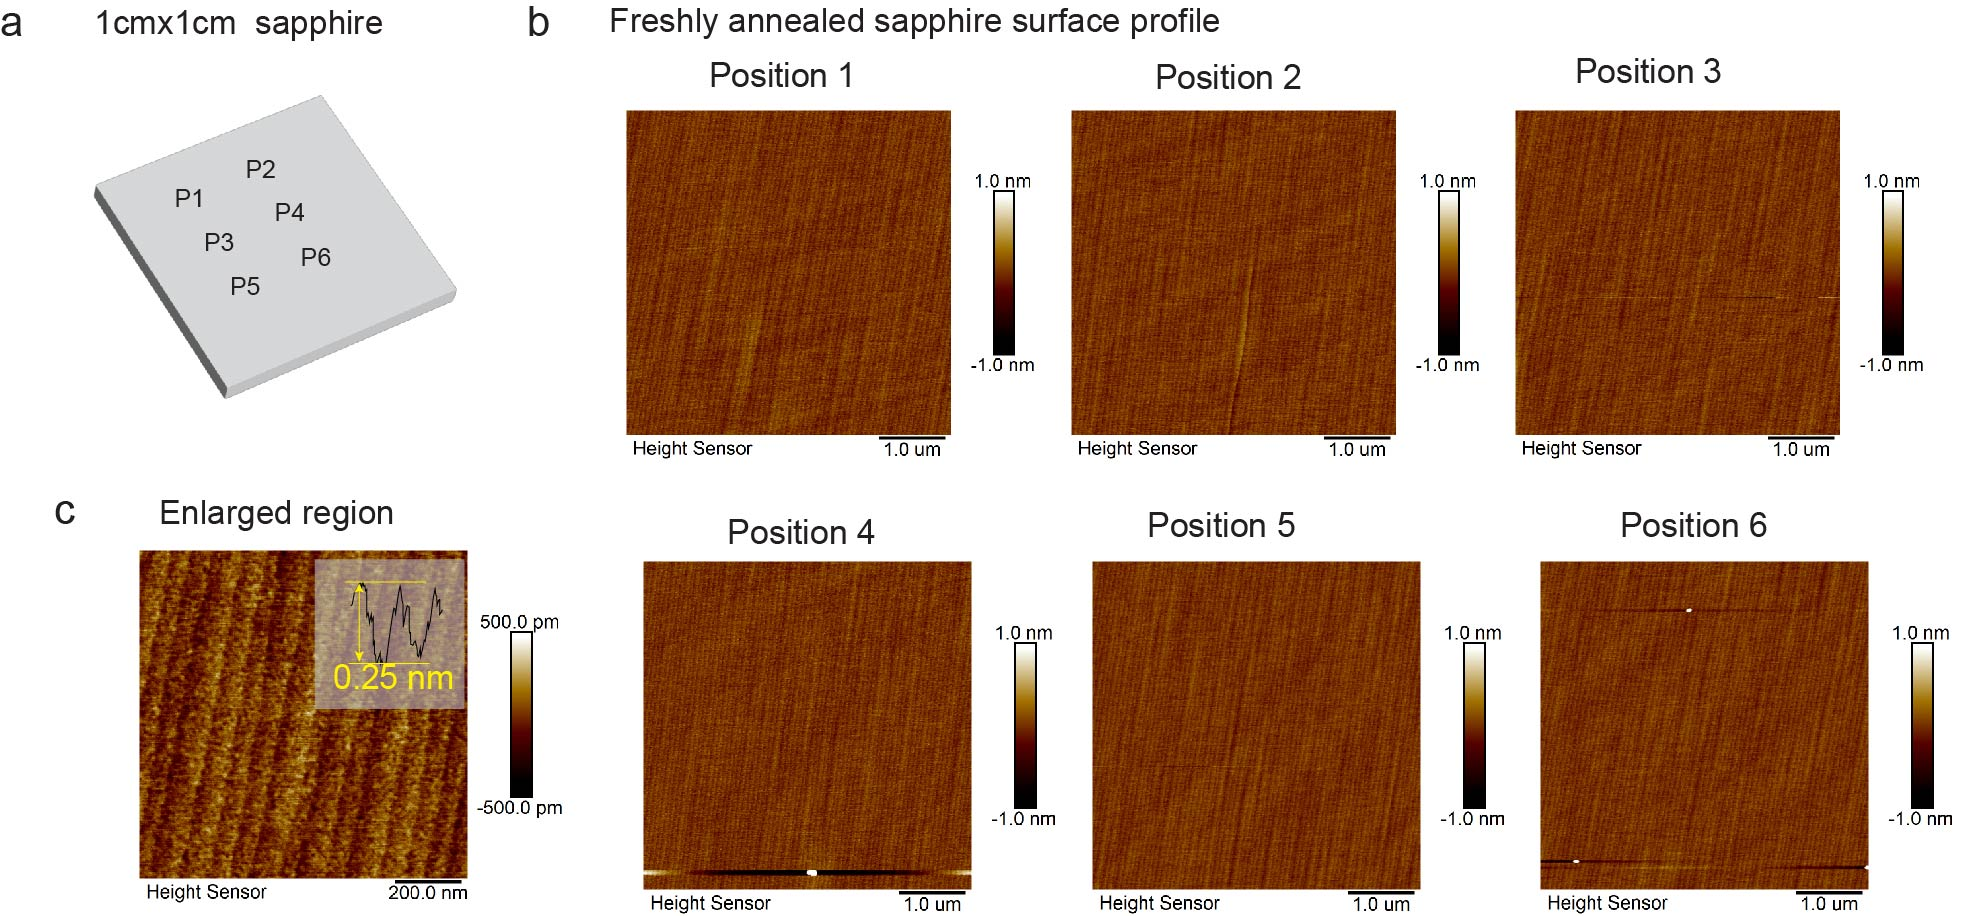 a
1cmx1cm sapphire
P1
P2
P3
P4
P5
P6
b
Freshly annealed sapphire surface profile
Position 1
1.0 nm
-1.0 nm
Height Sensor
1.0 um
Position 2
1.0 nm
-1.0 nm
Height Sensor
1.0 um
Position 3
1.0 nm
-1.0 nm
Height Sensor
1.0 um
c
Enlarged region
0.25 nm
500.0 pm
-500.0 pm
Height Sensor
200.0 nm
Position 4
1.0 nm
-1.0 nm
Height Sensor
1.0 um
Position 5
1.0 nm
-1.0 nm
Height Sensor
1.0 um
Position 6
1.0 nm
-1.0 nm
Height Sensor
1.0 um